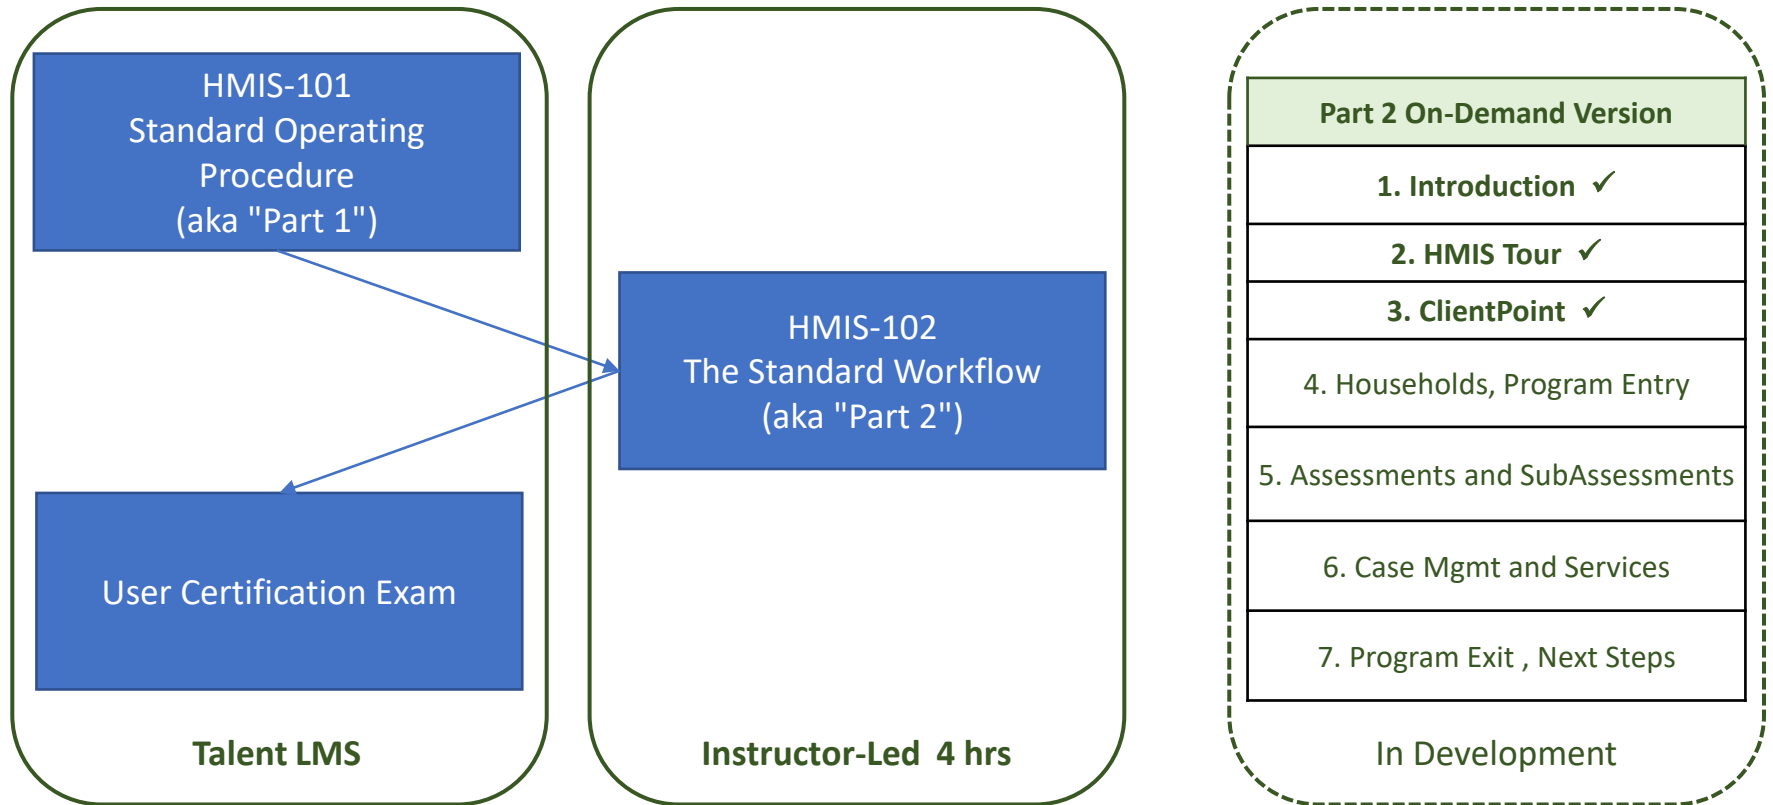 HMIS-101
Standard Operating
Procedure
(aka "Part 1")
User Certification Exam
Talent LMS
HMIS-102
The Standard Workflow
(aka "Part 2")
Instructor-Led 4 hrs
Part 2 On-Demand Version
1. Introduction ✓
2. HMIS Tour ✓
3. ClientPoint ✓
4. Households, Program Entry
5. Assessments and SubAssessments
6. Case Mgmt and Services
7. Program Exit , Next Steps
In Development